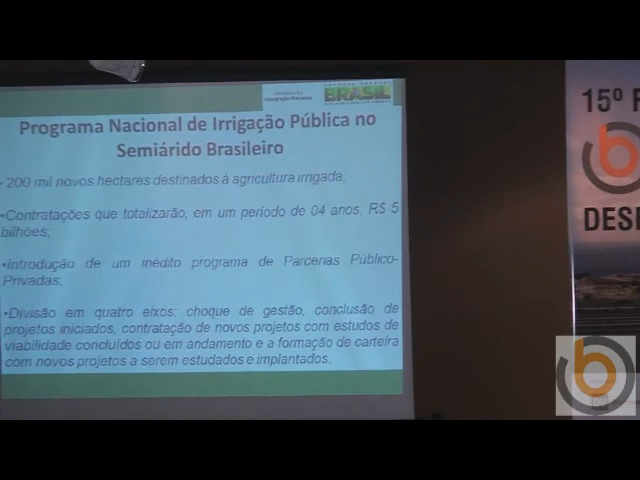 Integração Nacional
BRASIL
Programa Nacional de Irrigação Pública no
Semiárido Brasileiro
- 200 mil novos hectares destinados à agricultura irrigada;
•Contratações que totalizarão, em um período de 04 anos, R$ 5
bilhões;
•Introdução de um inédito programa de Parcerias Público-
Privadas;
•Divisão em quatro eixos: choque de gestão, conclusão de
projetos iniciados, contratação de novos projetos com estudos de
viabilidade concluídos ou em andamento e a formação de carteira
com novos projetos a serem estudados e implantados.
15º F
b
DESE
b